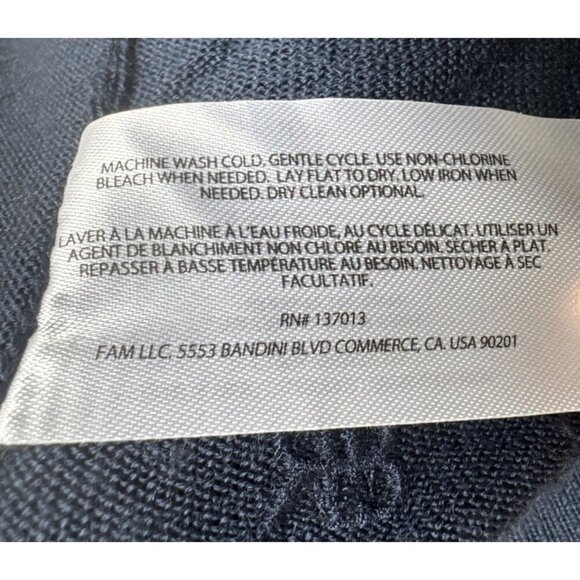 MACHINE WASH COLD. GENTLE CYCLE. USE NON-CHLORINE
BLEACH WHEN NEEDED. LAY FLAT TO DRY. LOW IRON WHEN
NEEDED. DRY CLEAN OPTIONAL.
LAVER À LA MACHINE À L'EAU FROIDE, AU CYCLE DÉLICAT. UTILISER UN
AGENT DE BLANCHIMENT NON CHLORÉ AU BESOIN. SÉCHER À PLAT.
REPASSER À BASSE TEMPÉRATURE AU BESOIN. NETTOYAGE À SEC
FACULTATIF.
RN# 137013
FAM LLC, 5553 BANDINI BLVD COMMERCE, CA. USA 90201